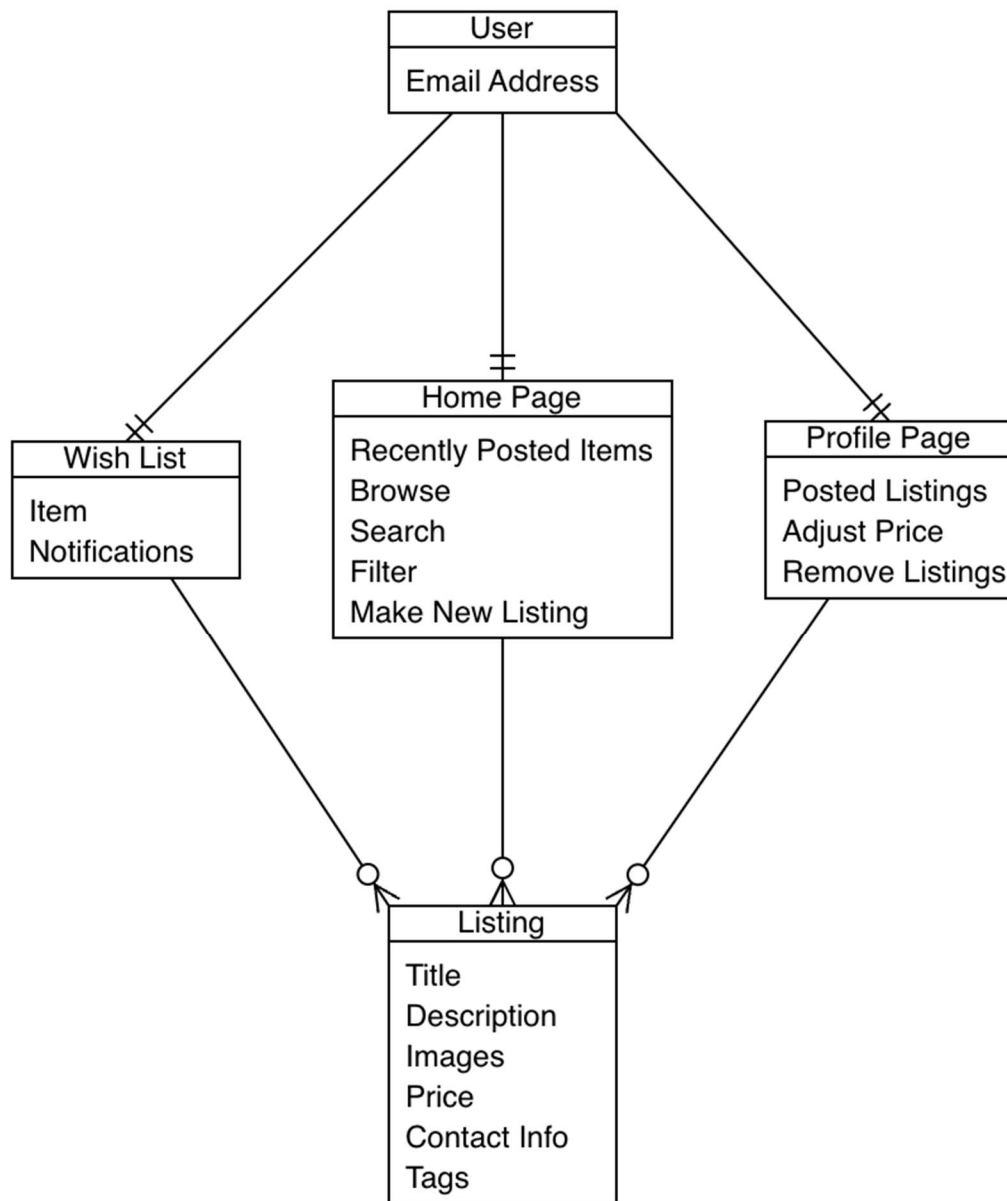 User
Email Address
Wish List
Item
Notifications
Home Page
Recently Posted Items
Browse
Search
Filter
Make New Listing
Profile Page
Posted Listings
Adjust Price
Remove Listings
Listing
Title
Description
Images
Price
Contact Info
Tags